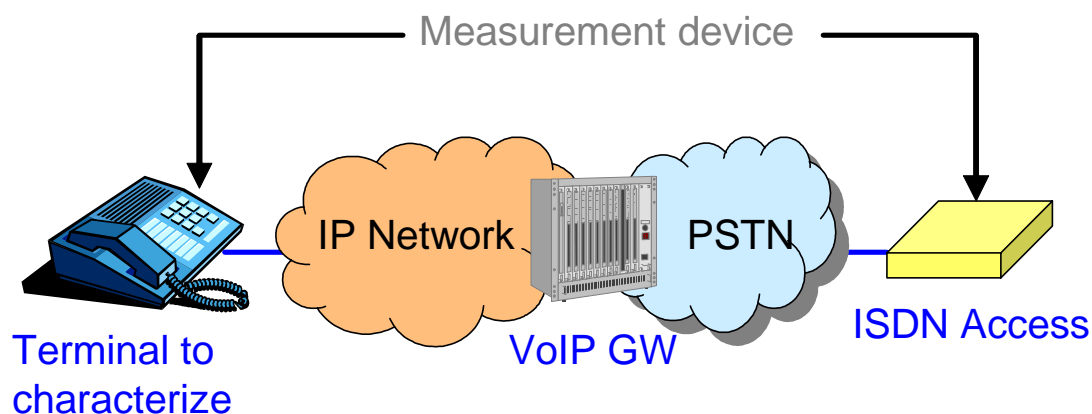 Measurement device
IP Network
PSTN
Terminal to
characterize
VoIP GW
ISDN Access